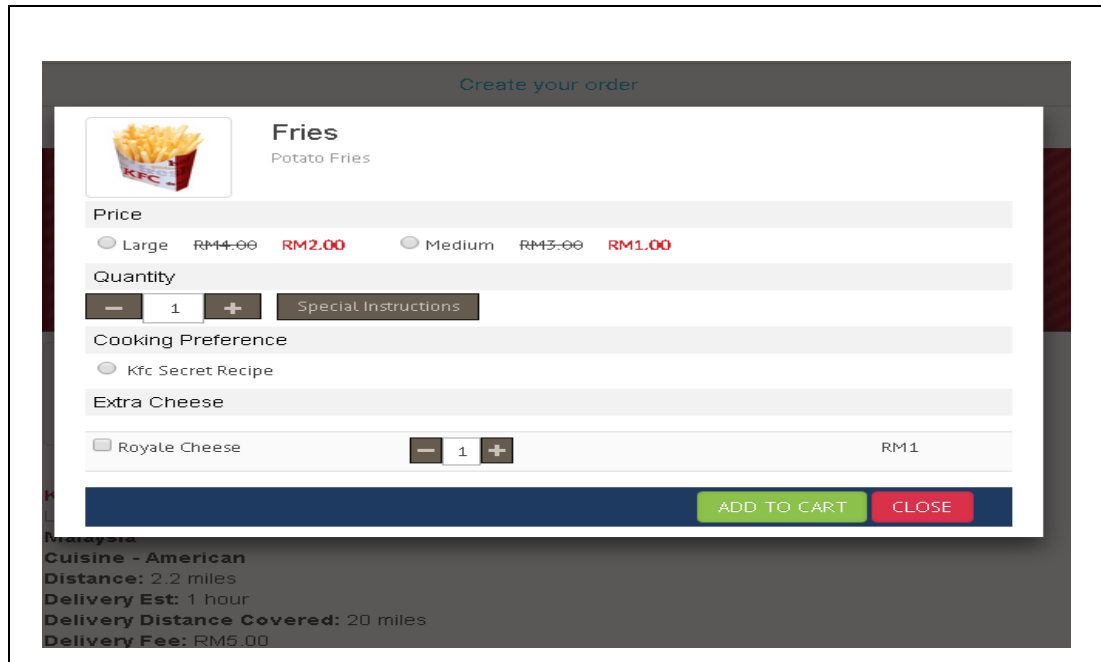 Create your order
Fries
Potato Fries
KFC
Price
Large RM4.00 RM2.00 Medium RM3.00 RM1.00
Quantity
1 Special Instructions
Cooking Preference
Kfc Secret Recipe
Extra Cheese
Royale Cheese 1 RM1
ADD TO CART CLOSE
Malaysia
Cuisine - American
Distance: 2.2 miles
Delivery Est: 1 hour
Delivery Distance Covered: 20 miles
Delivery Fee: RM5.00